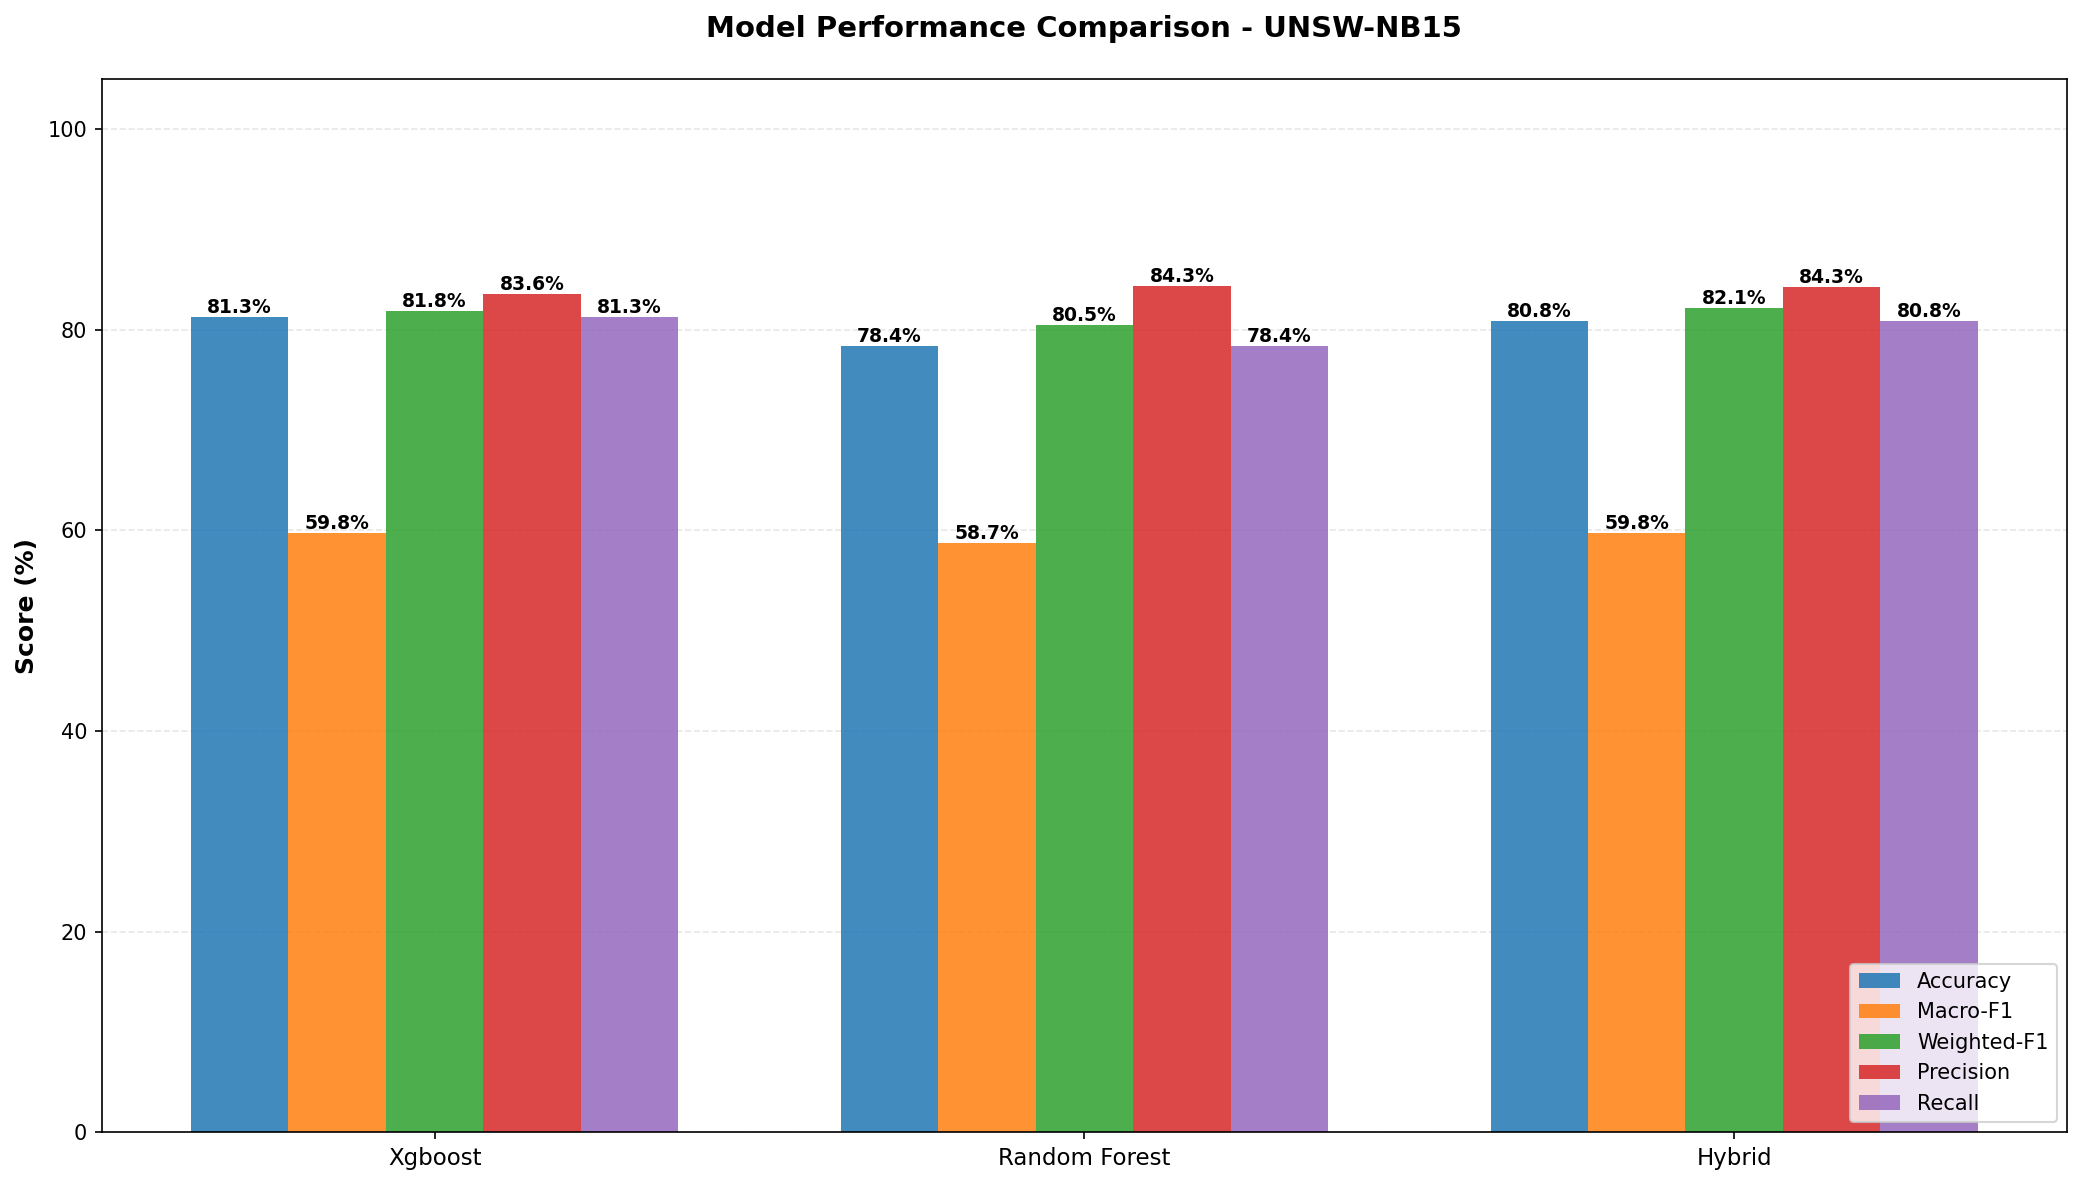 Model Performance Comparison - UNSW-NB15
Score (%)
100
80
60
40
20
0
81.3%
59.8%
81.8%
83.6%
81.3%
78.4%
58.7%
80.5%
84.3%
78.4%
80.8%
59.8%
82.1%
84.3%
80.8%
Xgboost
Random Forest
Hybrid
Accuracy
Macro-F1
Weighted-F1
Precision
Recall